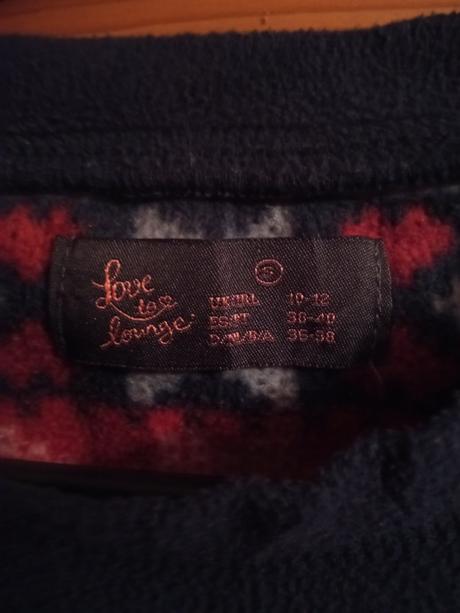 Love
to
lounge
S
UK/IRL 10-12
ES/PT 38-40
D/NL/B/A 36-38